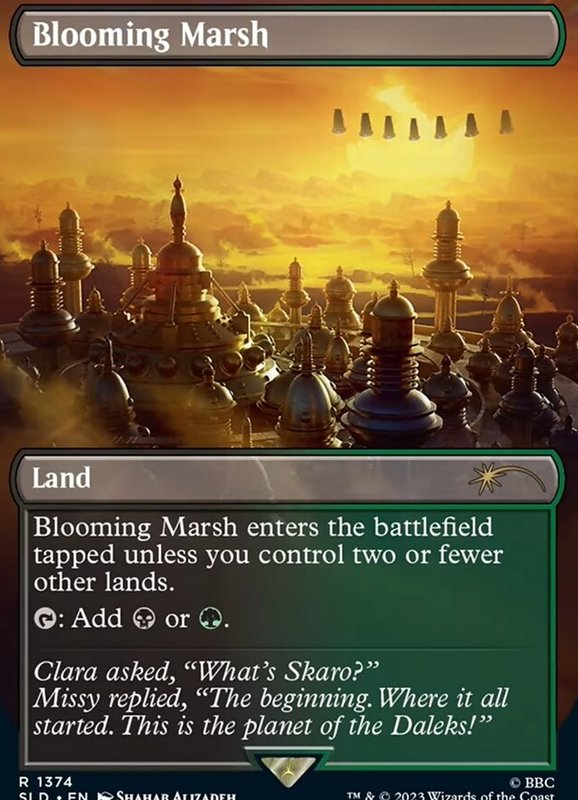 Blooming Marsh
Land
Blooming Marsh enters the battlefield
tapped unless you control two or fewer
other lands.
: Add or .
Clara asked, “What’s Skaro?”
Missy replied, “The beginning. Where it all
started. This is the planet of the Daleks!”
R 1374 © BBC
SLD • EN Shahar Alizadeh ™ & © 2023 Wizards of the Coast